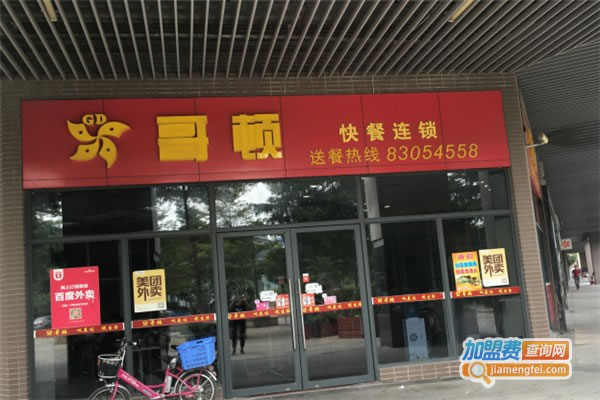 GD
哥顿
快餐连锁
送餐热线 83054558
百度外卖
美团
外卖
美团
外卖
加盟费查询网
jiamengfei.com